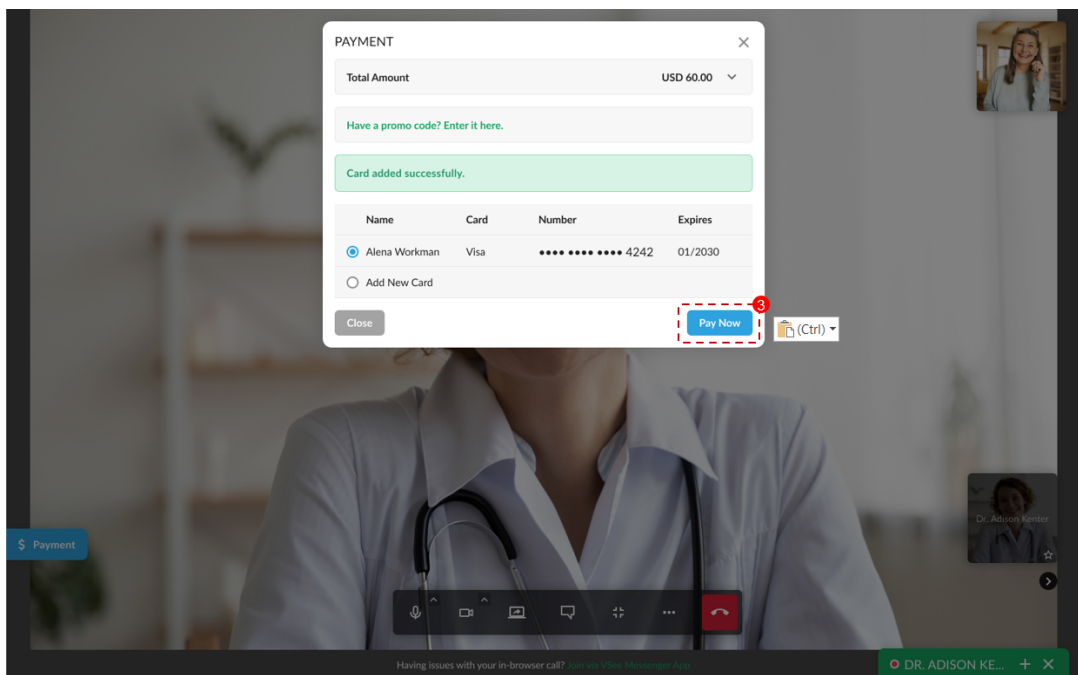 PAYMENT
Total Amount USD 60.00
Have a promo code? Enter it here.
Card added successfully.
Name Card Number Expires
Alena Workman Visa •••• •••• •••• 4242 01/2030
Add New Card
3
Close Pay Now
(Ctrl)
Dr. Adison Kenter
$ Payment
Having issues with your in-browser call? Join via VSee Messenger App
DR. ADISON KE...